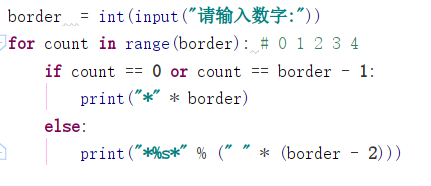 border  = int(input("请输入数字:"))
for count in range(border): # 0 1 2 3 4
    if count == 0 or count == border - 1:
        print("*" * border)
    else:
        print("*%s*" % (" " * (border - 2)))